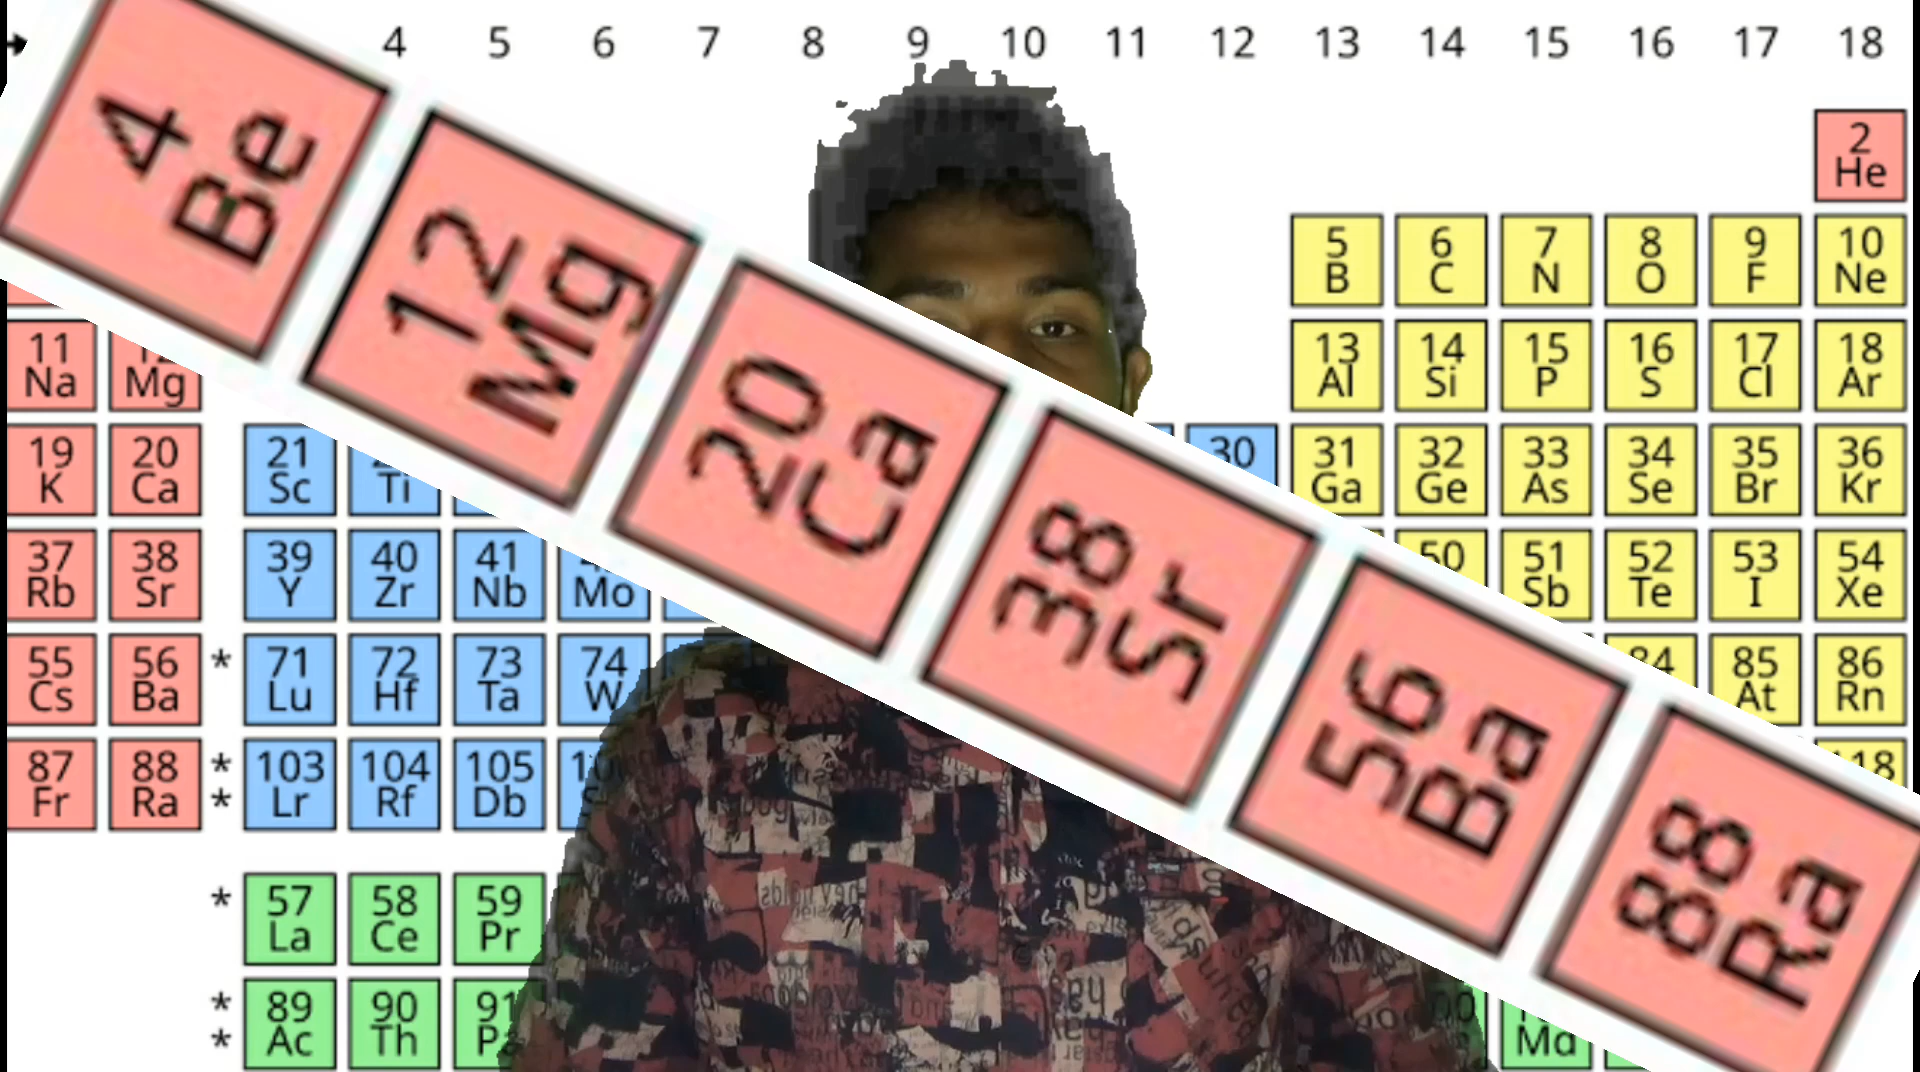 4 5 6 7 8 9 10 11 12 13 14 15 16 17 18
2
He
4
Be
12
Mg
20
Ca
38
Sr
56
Ba
88
Ra
5 6 7 8 9 10
B C N O F Ne
11 12 13 14 15 16 17 18
Na Mg Al Si P S Cl Ar
19 20 21 30 31 32 33 34 35 36
K Ca Sc Ti Ga Ge As Se Br Kr
37 38 39 40 41 50 51 52 53 54
Rb Sr Y Zr Nb Mo Sb Te I Xe
55 56 * 71 72 73 74 84 85 86
Cs Ba Lu Hf Ta W At Rn
87 88 * 103 104 105 118
Fr Ra * Lr Rf Db
* 57 58 59
La Ce Pr
* 89 90 91
* Ac Th Pa Md